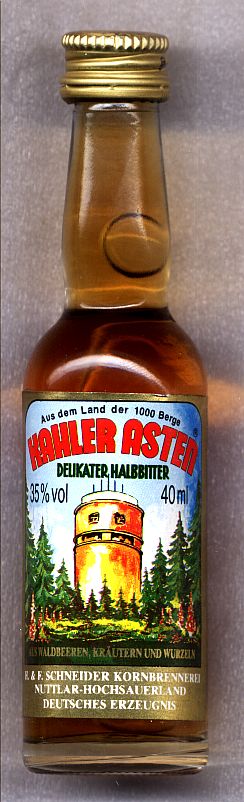 Aus dem Land der 1000 Berge
KAHLER ASTEN ®
DELIKATER HALBBITTER
35% vol 40 ml
AUS WALDBEEREN, KRÄUTERN UND WURZELN
& F. SCHNEIDER KORNBRENNEREI
NUTTLAR-HOCHSAUERLAND
DEUTSCHES ERZEUGNIS